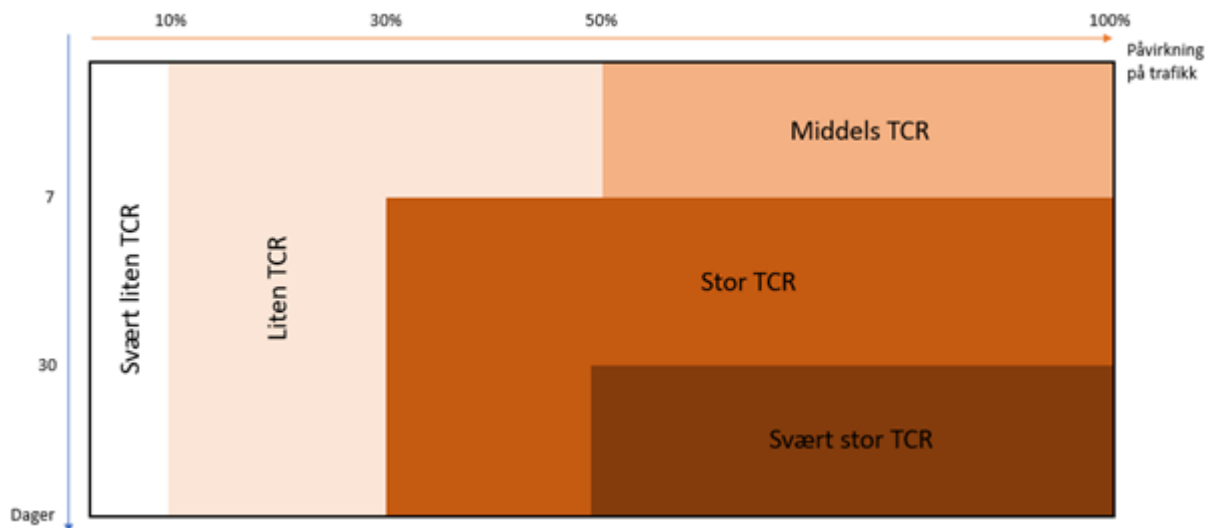 10%
30%
50%
100%
Påvirkning
på trafikk
Middels TCR
7
Svært liten TCR
Liten TCR
Stor TCR
30
Svært stor TCR
Dager